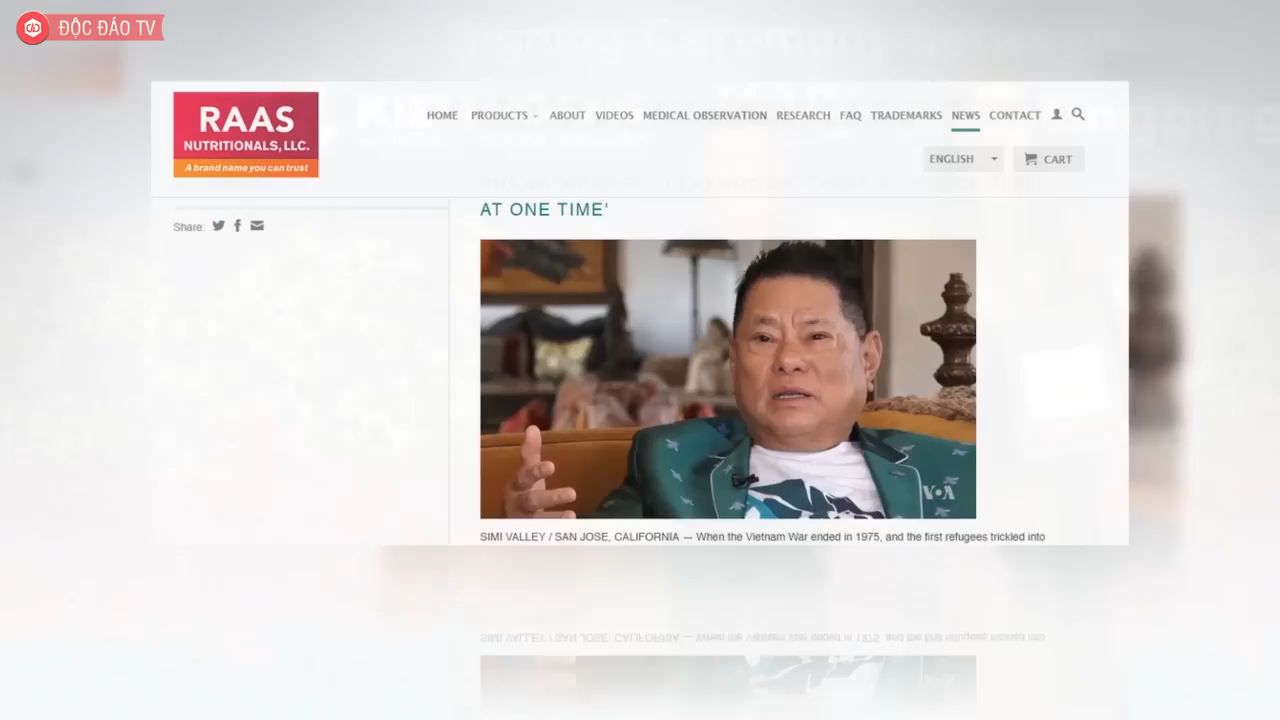 ĐỘC ĐÁO TV
RAAS
NUTRITIONALS, LLC.
A brand name you can trust
HOME PRODUCTS ABOUT VIDEOS MEDICAL OBSERVATION RESEARCH FAQ TRADEMARKS NEWS CONTACT
ENGLISH CART
Share:
AT ONE TIME'
VOA
SIMI VALLEY / SAN JOSE, CALIFORNIA — When the Vietnam War ended in 1975, and the first refugees trickled into